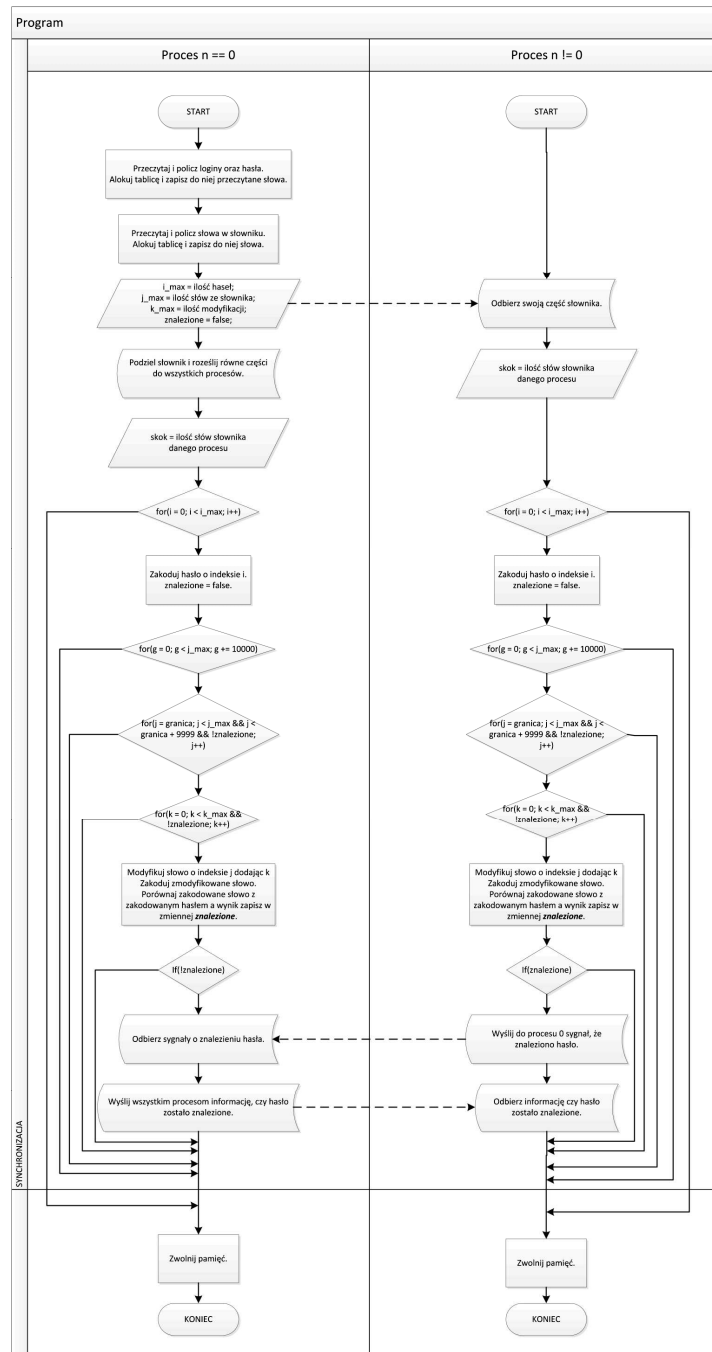 Program
Proces n == 0
Proces n != 0
START
START
Przeczytaj i policz loginy oraz hasła.
Alokuj tablicę i zapisz do niej przeczytane słowa.
Przeczytaj i policz słowa w słowniku.
Alokuj tablicę i zapisz do niej słowa.
i_max = ilość haseł;
j_max = ilość słów ze słownika;
k_max = ilość modyfikacji;
znalezione = false;
Odbierz swoją część słownika.
Podziel słownik i roześlij równe części
do wszystkich procesów.
skok = ilość słów słownika
danego procesu
skok = ilość słów słownika
danego procesu
for(i = 0; i < i_max; i++)
for(i = 0; i < i_max; i++)
Zakoduj hasło o indeksie i.
znalezione = false.
Zakoduj hasło o indeksie i.
znalezione = false.
for(g = 0; g < j_max; g += 10000)
for(g = 0; g < j_max; g += 10000)
for(j = granica; j < j_max && j <
granica + 9999 && !znalezione;
j++)
for(j = granica; j < j_max && j <
granica + 9999 && !znalezione;
j++)
for(k = 0; k < k_max &&
!znalezione; k++)
for(k = 0; k < k_max &&
!znalezione; k++)
Modyfikuj słowo o indeksie j dodając k
Zakoduj zmodyfikowane słowo.
Porównaj zakodowane słowo z
zakodowanym hasłem a wynik zapisz w
zmiennej znalezione.
Modyfikuj słowo o indeksie j dodając k
Zakoduj zmodyfikowane słowo.
Porównaj zakodowane słowo z
zakodowanym hasłem a wynik zapisz w
zmiennej znalezione.
If(!znalezione)
If(znalezione)
Odbierz sygnały o znalezieniu hasła.
Wyślij do procesu 0 sygnał, że
znaleziono hasło.
Wyślij wszystkim procesom informację, czy hasło
zostało znalezione.
Odbierz informację czy hasło
zostało znalezione.
SYNCHRONIZACJA
Zwolnij pamięć.
Zwolnij pamięć.
KONIEC
KONIEC